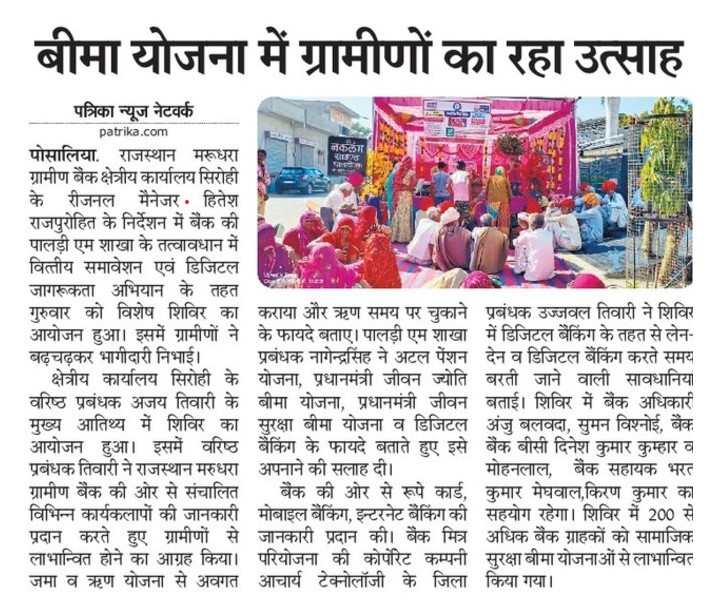 बीमा योजना में ग्रामीणों का रहा उत्साह
पत्रिका न्यूज नेटवर्क
patrika.com
पोसालिया. राजस्थान मरूधरा
ग्रामीण बैंक क्षेत्रीय कार्यालय सिरोही
के रीजनल मैनेजर हितेश
राजपुरोहित के निर्देशन में बैंक की
पालड़ी एम शाखा के तत्वावधान में
वित्तीय समावेशन एवं डिजिटल
जागरूकता अभियान के तहत
गुरुवार को विशेष शिविर का
आयोजन हुआ। इसमें ग्रामीणों ने
बढ़चढ़कर भागीदारी निभाई।
क्षेत्रीय कार्यालय सिरोही के
वरिष्ठ प्रबंधक अजय तिवारी के
मुख्य आतिथ्य में शिविर का
आयोजन हुआ। इसमें वरिष्ठ
प्रबंधक तिवारी ने राजस्थान मरुधरा
ग्रामीण बैंक की ओर से संचालित
विभिन्न कार्यकलापों की जानकारी
प्रदान करते हुए ग्रामीणों से
लाभान्वित होने का आग्रह किया।
जमा व ऋण योजना से अवगत
कराया और ऋण समय पर चुकाने
के फायदे बताए। पालड़ी एम शाखा
प्रबंधक नागेन्द्रसिंह ने अटल पेंशन
योजना, प्रधानमंत्री जीवन ज्योति
बीमा योजना, प्रधानमंत्री जीवन
सुरक्षा बीमा योजना व डिजिटल
बैंकिंग के फायदे बताते हुए इसे
अपनाने की सलाह दी।
बैंक की ओर से रूपे कार्ड,
मोबाइल बैंकिंग, इन्टरनेट बैंकिंग की
जानकारी प्रदान की। बैंक मित्र
परियोजना की कोर्पोरेट कम्पनी
आचार्य टेक्नोलॉजी के जिला
प्रबंधक उज्जवल तिवारी ने शिविर
में डिजिटल बैंकिंग के तहत से लेन-
देन व डिजिटल बैंकिंग करते समय
बरती जाने वाली सावधानियां
बताई। शिविर में बैंक अधिकारी
अंजु बलवदा, सुमन विश्नोई, बैंक
बैंक बीसी दिनेश कुमार कुम्हार व
मोहनलाल, बैंक सहायक भरत
कुमार मेघवाल,किरण कुमार का
सहयोग रहेगा। शिविर में 200 से
अधिक बैंक ग्राहकों को सामाजिक
सुरक्षा बीमा योजनाओं से लाभान्वित
किया गया।